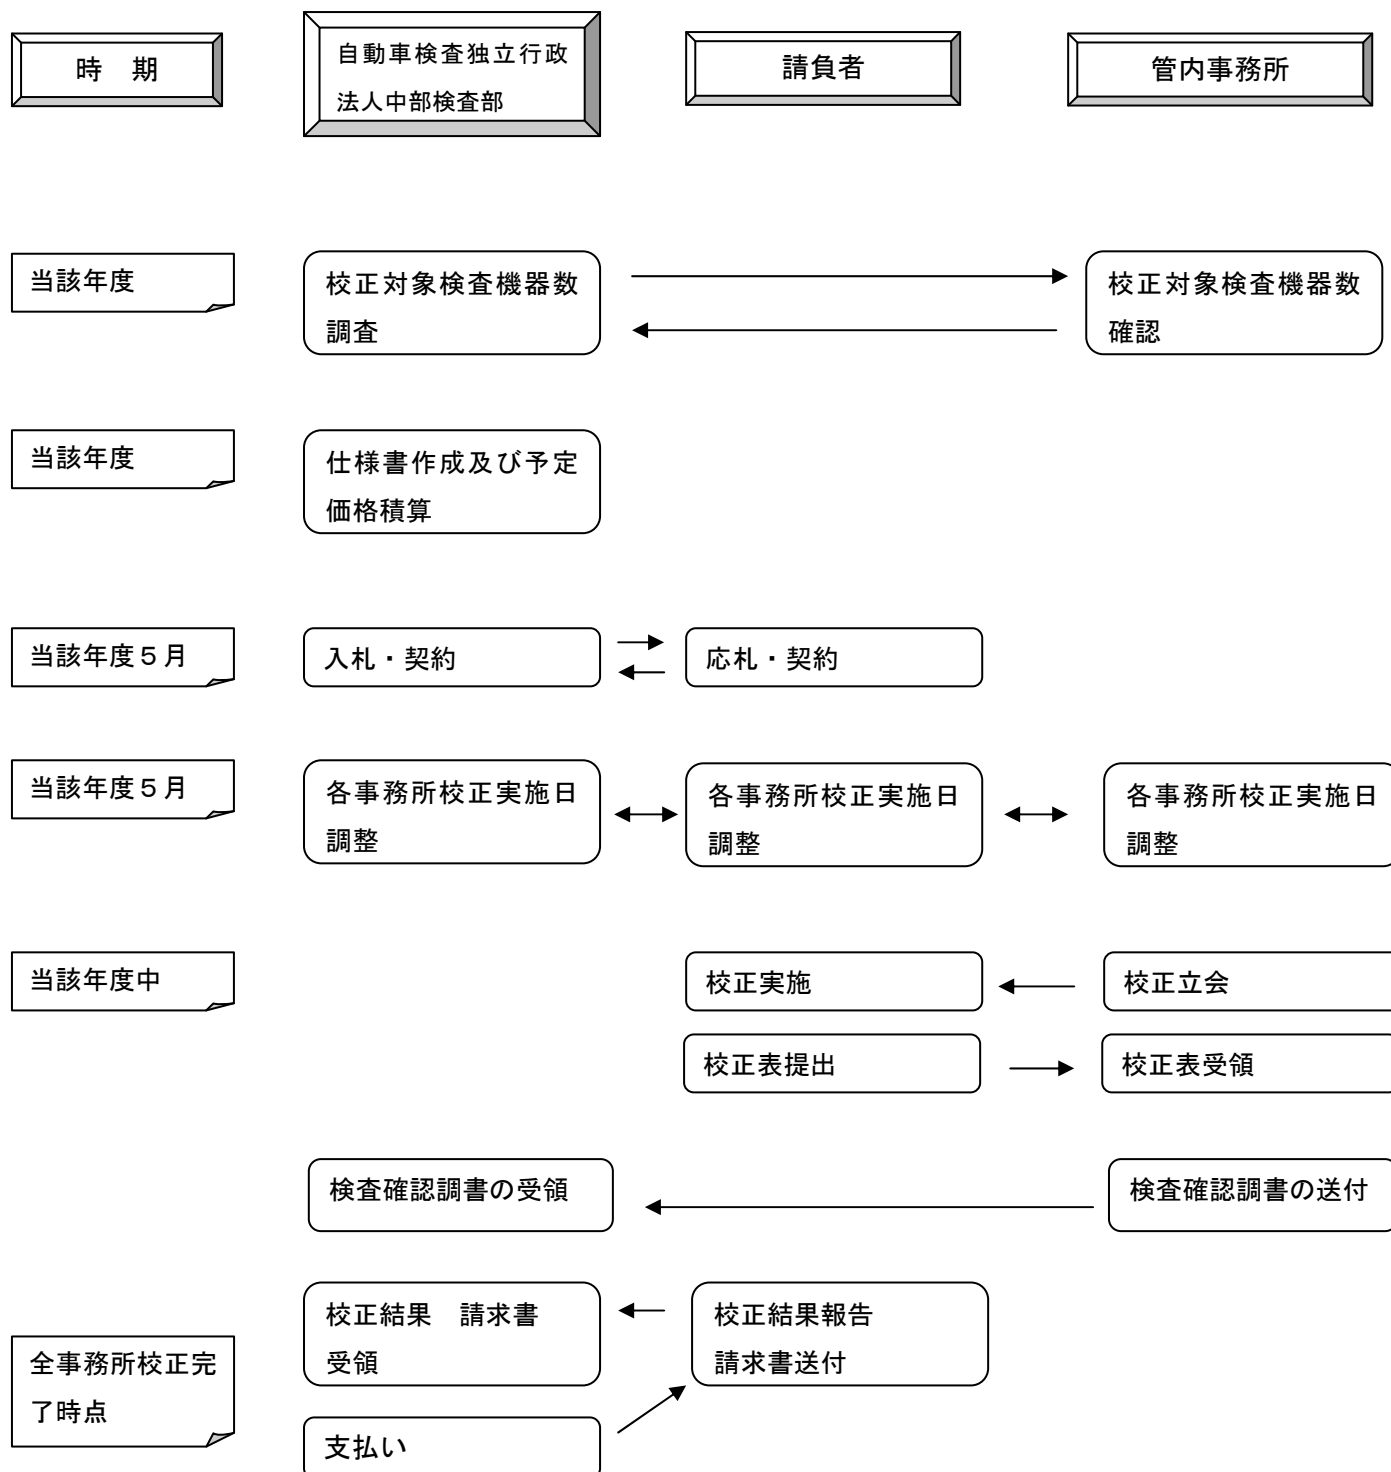 時　期
自動車検査独立行政
法人中部検査部
請負者
管内事務所
当該年度
校正対象検査機器数
調査
校正対象検査機器数
確認
当該年度
仕様書作成及び予定
価格積算
当該年度５月
入札・契約
応札・契約
当該年度５月
各事務所校正実施日
調整
各事務所校正実施日
調整
各事務所校正実施日
調整
当該年度中
校正実施
校正立会
校正表提出
校正表受領
検査確認調書の受領
検査確認調書の送付
校正結果　請求書
受領
校正結果報告
請求書送付
全事務所校正完
了時点
支払い